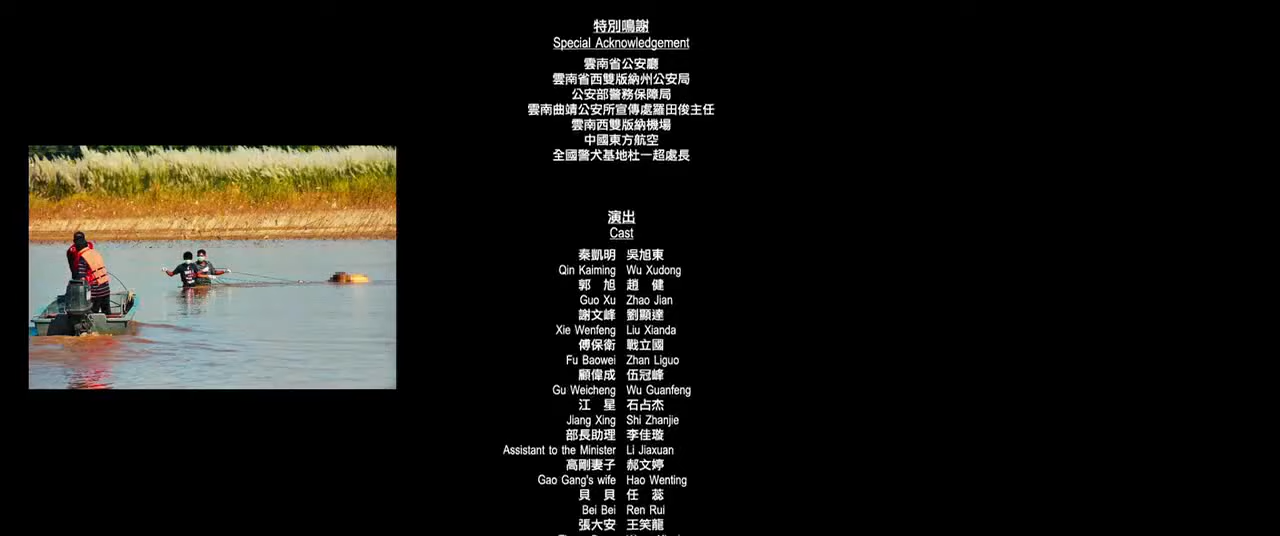 特別鳴謝
Special Acknowledgement
雲南省公安廳
雲南省西雙版納州公安局
公安部警務保障局
雲南曲靖公安所宣傳處羅田俊主任
雲南西雙版納機場
中國東方航空
全國警犬基地杜一超處長
演出
Cast
秦凱明 吳旭東
Qin Kaiming Wu Xudong
郭 旭 趙 健
Guo Xu Zhao Jian
謝文峰 劉顯達
Xie Wenfeng Liu Xianda
傅保衛 戰立國
Fu Baowei Zhan Liguo
顧偉成 伍冠峰
Gu Weicheng Wu Guanfeng
江 星 石占杰
Jiang Xing Shi Zhanjie
部長助理 李佳璇
Assistant to the Minister Li Jiaxuan
高剛妻子 郝文婷
Gao Gang's wife Hao Wenting
貝 貝 任 蕊
Bei Bei Ren Rui
張大安 王笑龍